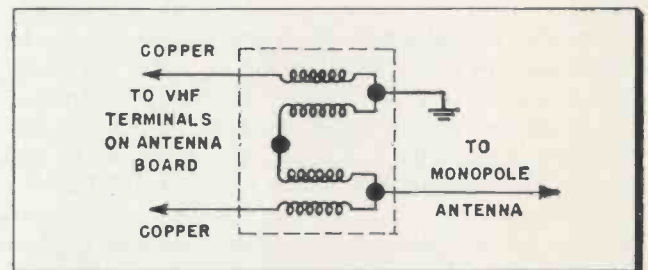 COPPER
TO VHF
TERMINALS
ON ANTENNA
BOARD
COPPER
TO
MONOPOLE
ANTENNA